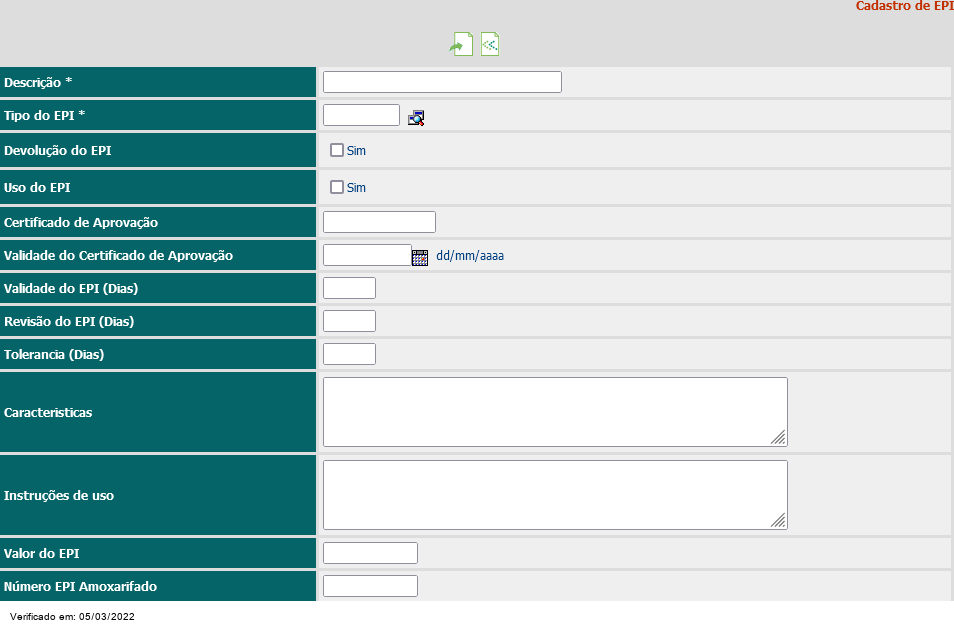 Cadastro de EPI
Descrição *
Tipo do EPI *
Devolução do EPI
Sim
Uso do EPI
Sim
Certificado de Aprovação
Validade do Certificado de Aprovação
dd/mm/aaaa
Validade do EPI (Dias)
Revisão do EPI (Dias)
Tolerancia (Dias)
Caracteristicas
Instruções de uso
Valor do EPI
Número EPI Amoxarifado
Verificado em: 05/03/2022